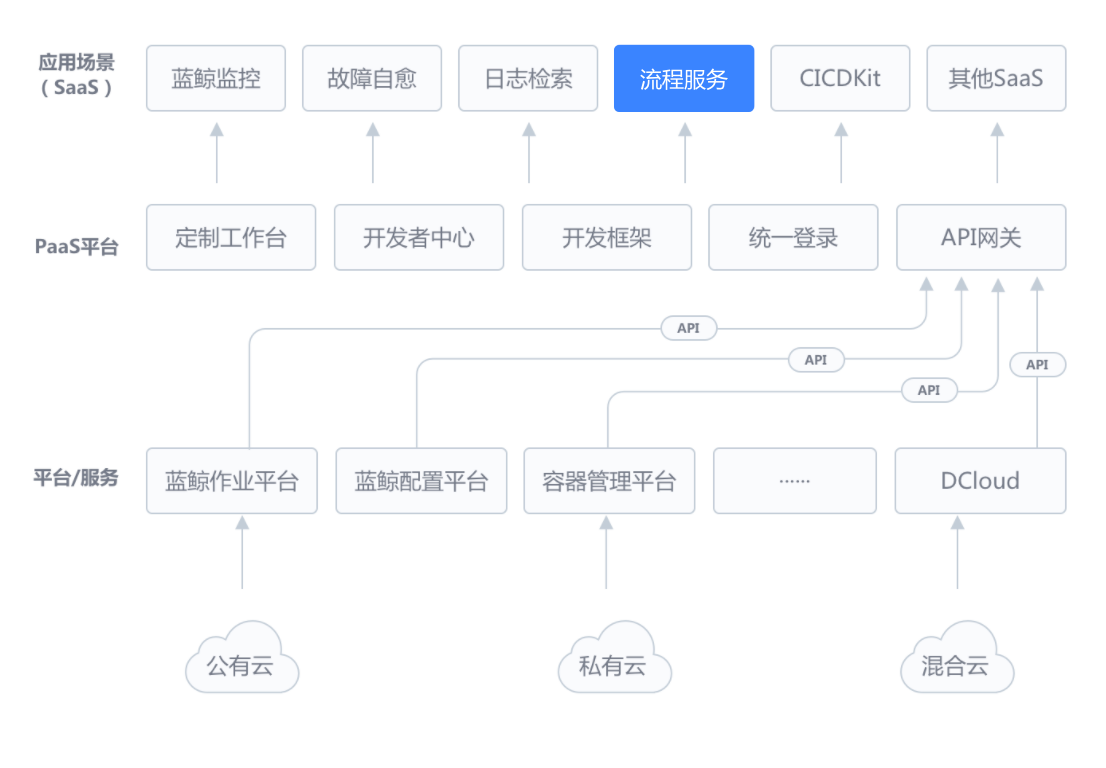 应用场景
（ SaaS ）
蓝鲸监控
故障自愈
日志检索
流程服务
CICDKit
其他SaaS
PaaS平台
定制工作台
开发者中心
开发框架
统一登录
API网关
API
API
API
API
平台/服务
蓝鲸作业平台
蓝鲸配置平台
容器管理平台
······
DCloud
公有云
私有云
混合云